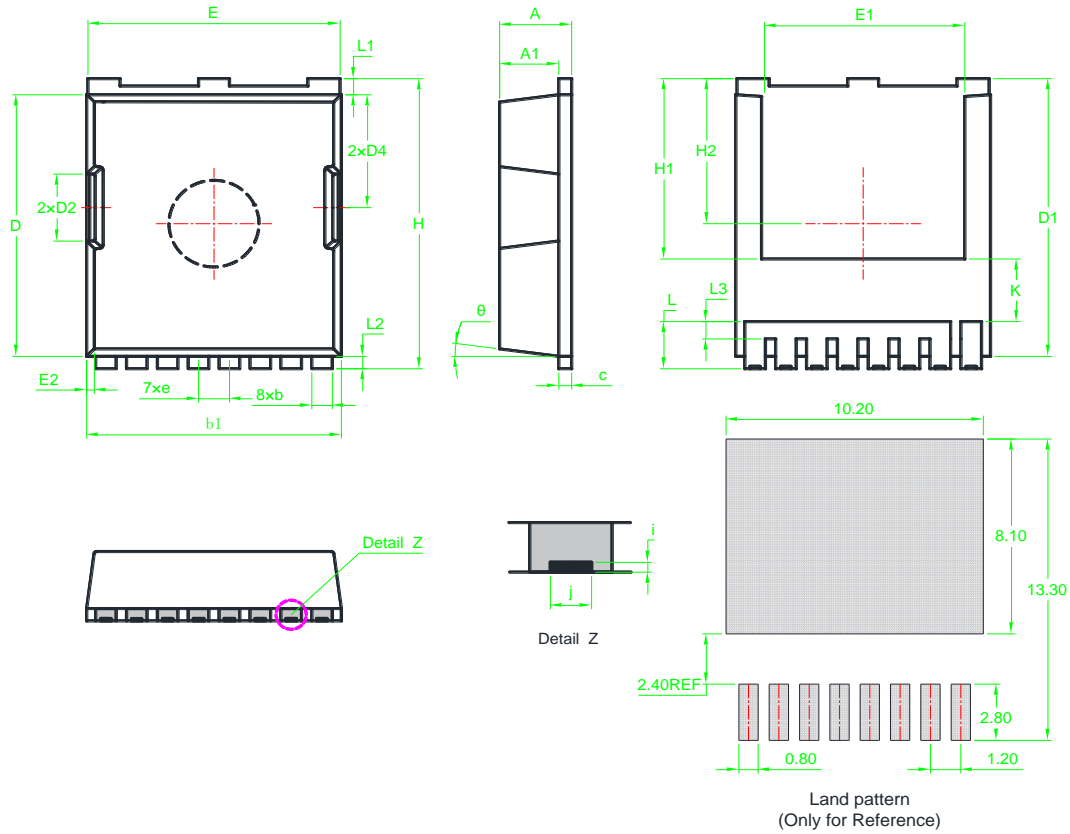 E
A
E1
L1
A1
2×D4
H1
H2
2×D2
D
H
D1
K
L3
L
θ
L2
E2
7×e
8×b
c
b1
10.20
Detail Z
i
8.10
13.30
j
Detail Z
2.40REF
2.80
0.80
1.20
Land pattern
(Only for Reference)